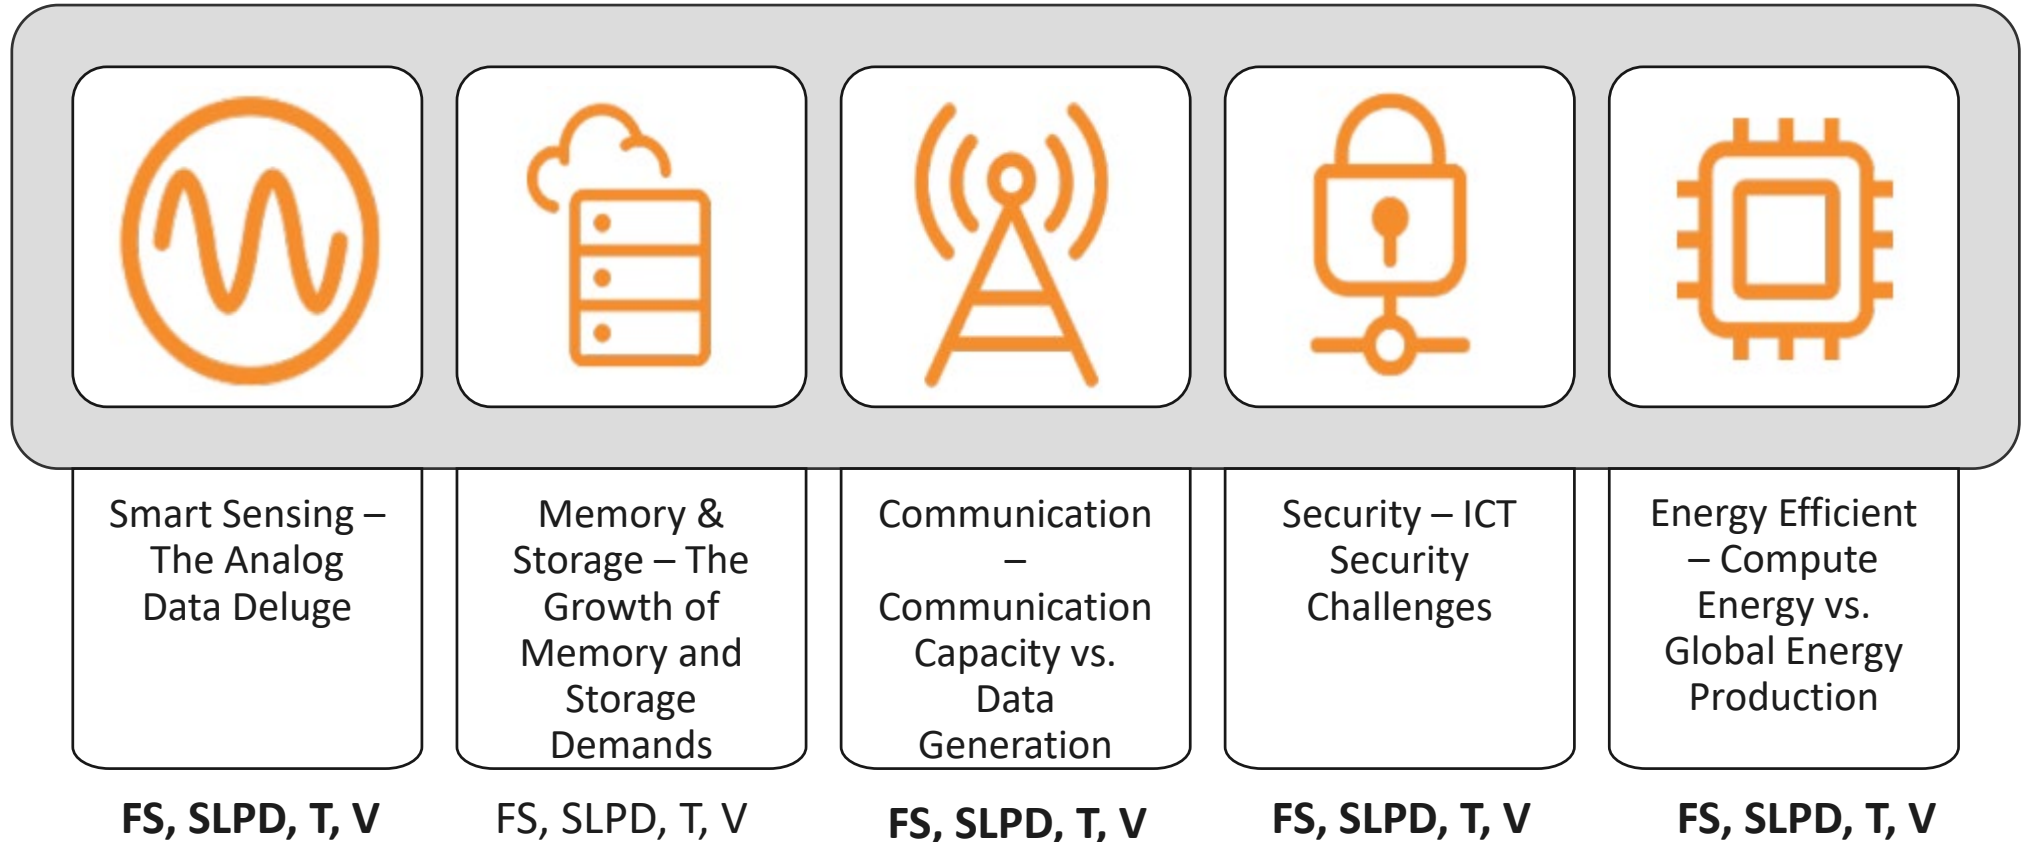 Smart Sensing –
The Analog
Data Deluge
Memory &
Storage – The
Growth of
Memory and
Storage
Demands
Communication
–
Communication
Capacity vs.
Data
Generation
Security – ICT
Security
Challenges
Energy Efficient
– Compute
Energy vs.
Global Energy
Production
FS, SLPD, T, V
FS, SLPD, T, V
FS, SLPD, T, V
FS, SLPD, T, V
FS, SLPD, T, V